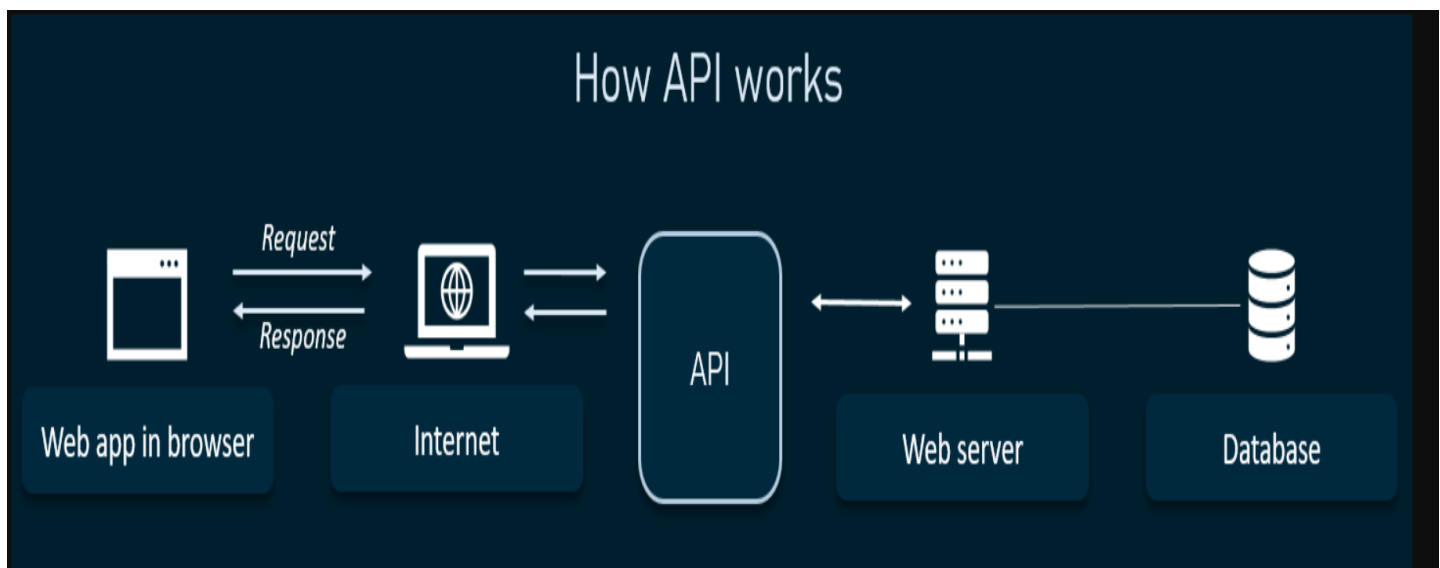 How API works
Request
Response
API
Web app in browser
Internet
Web server
Database